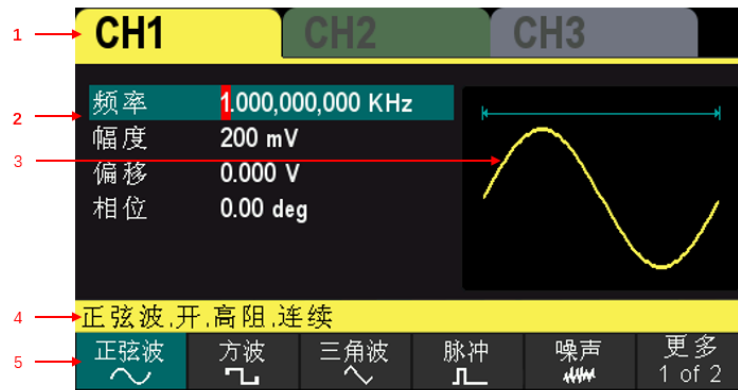 1 CH1 CH2 CH3
2 频率 1.000,000,000 KHz
幅度 200 mV
3 偏移 0.000 V
相位 0.00 deg
4 正弦波,开,高阻,连续
5 正弦波 方波 三角波 脉冲 噪声 更多
1 of 2